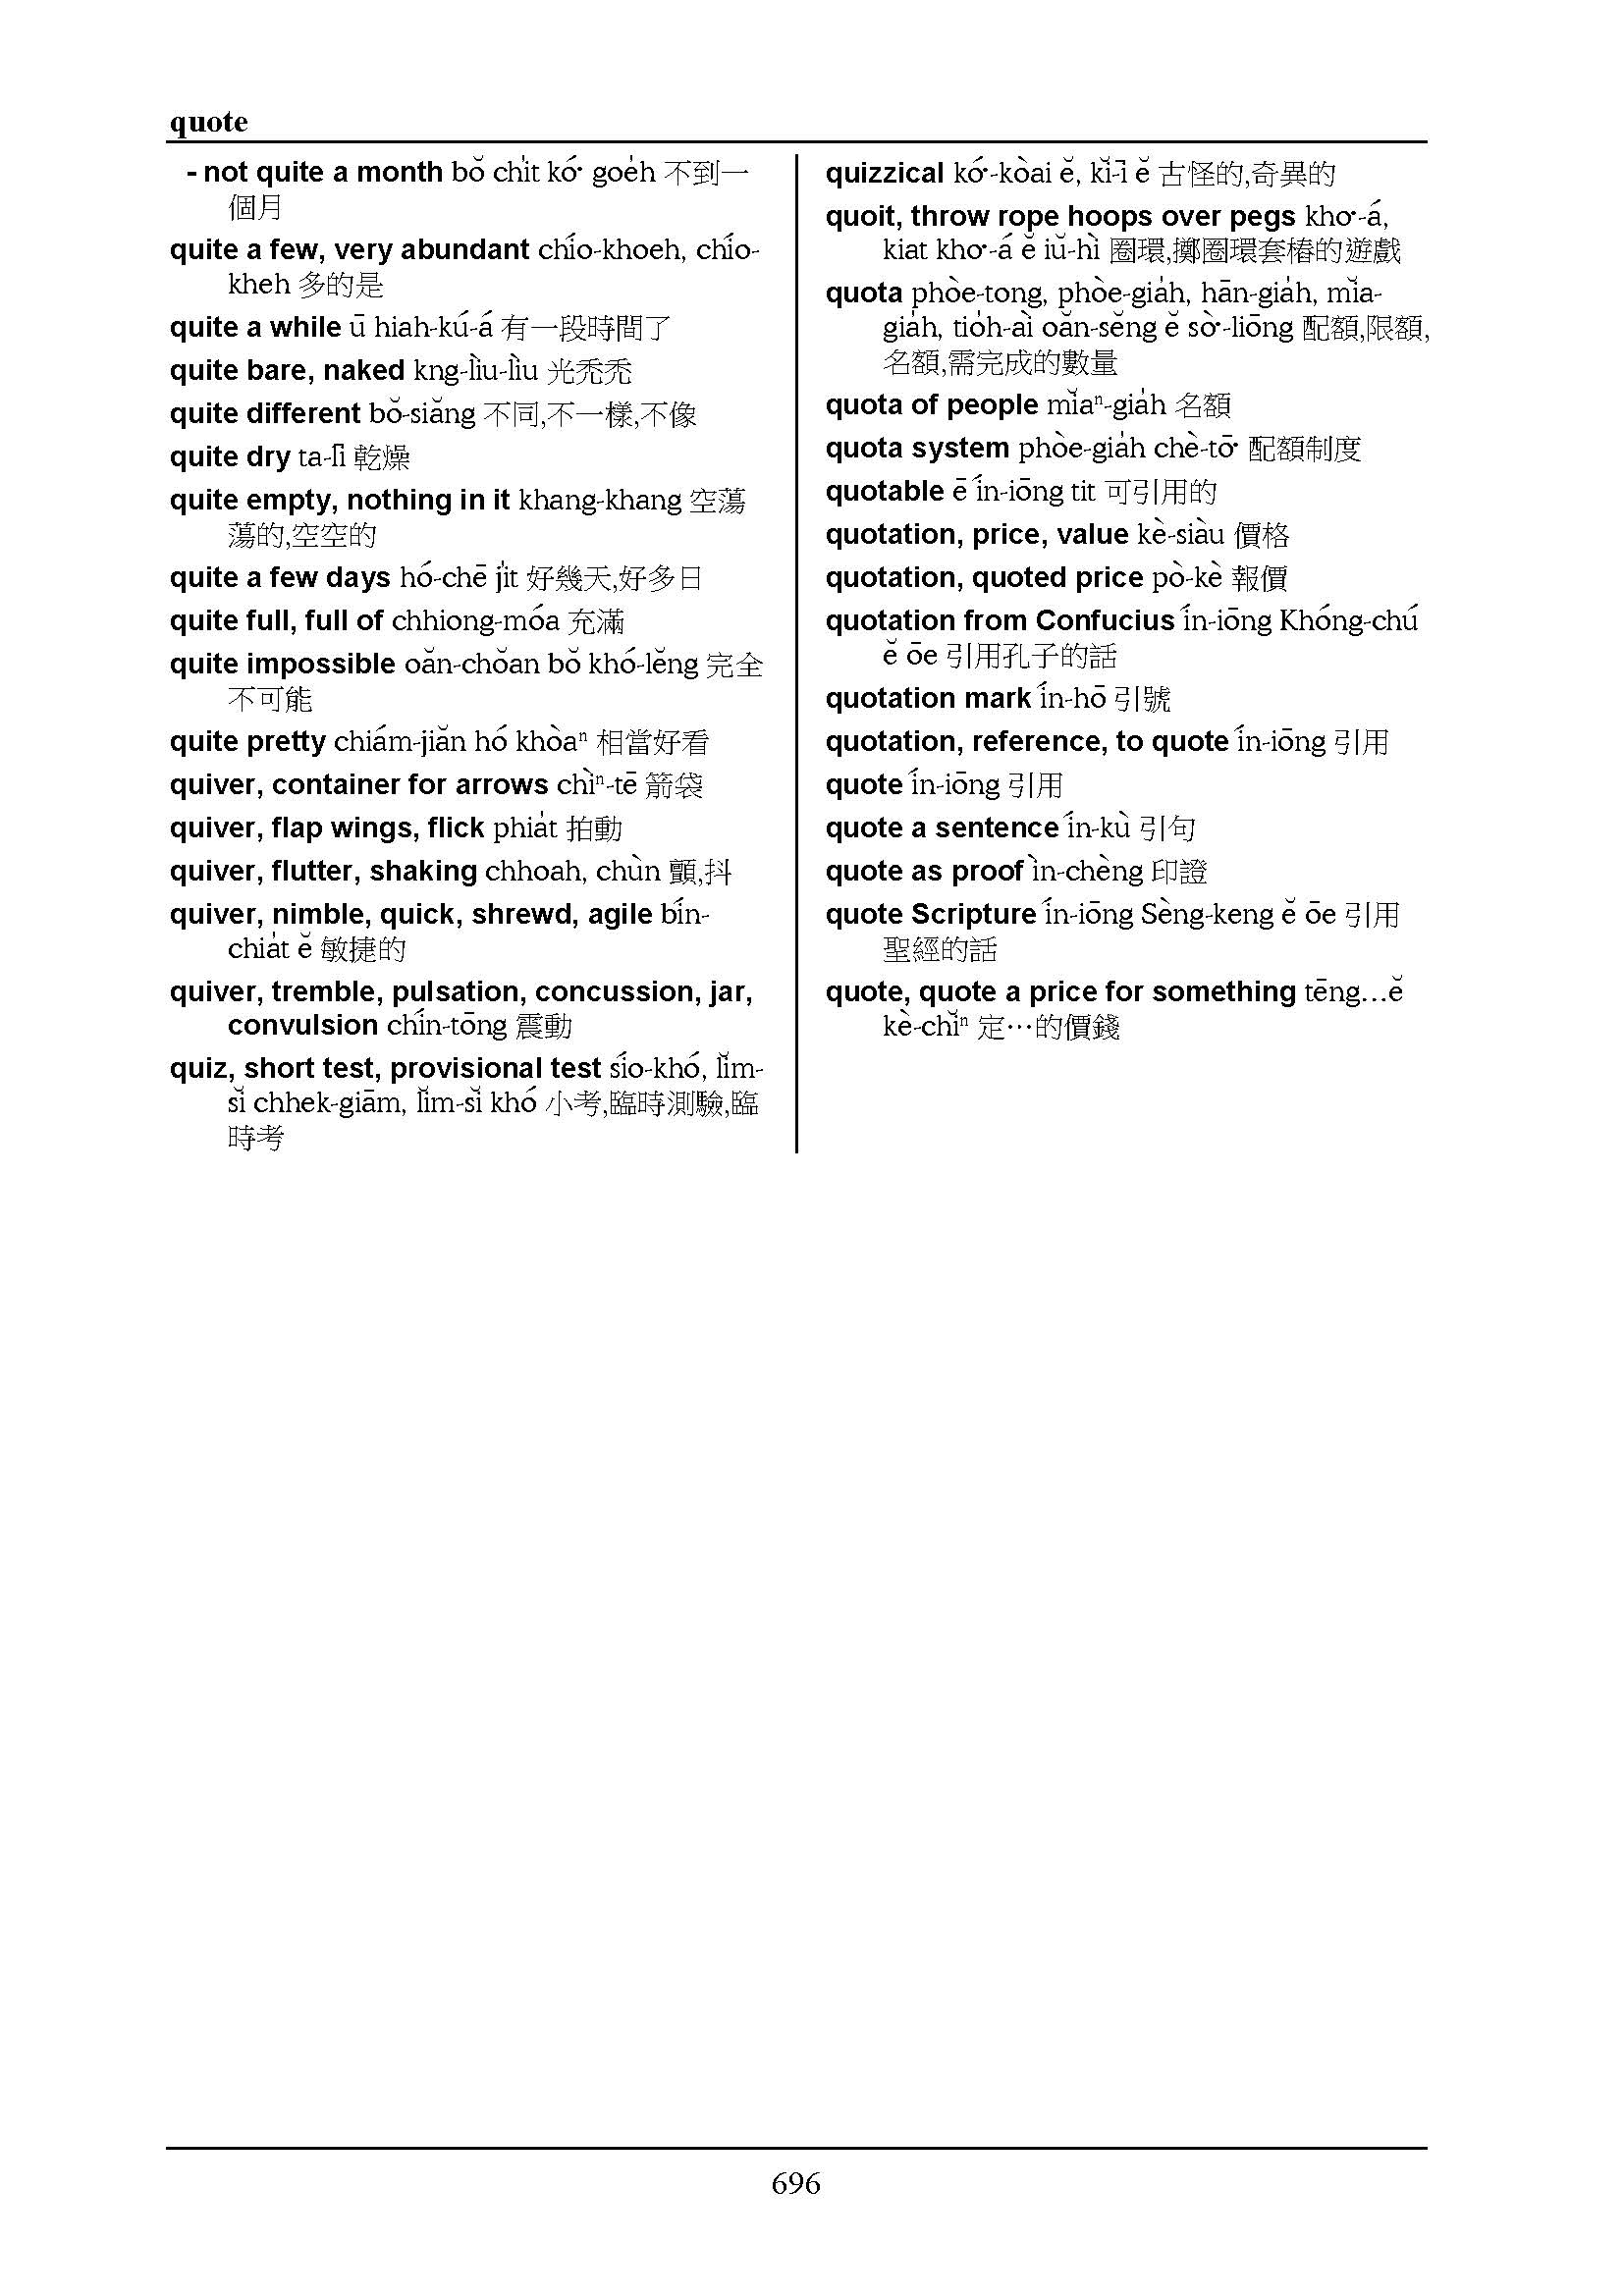 quote
- not quite a month bŏ chi̍t kó͘ goe̍h 不到一
個月
quite a few, very abundant chío-khoeh, chío-
kheh 多的是
quite a while ū hiah-kú-á 有一段時間了
quite bare, naked kng-lìu-lìu 光禿禿
quite different bŏ-siăng 不同,不一樣,不像
quite dry ta-lī 乾燥
quite empty, nothing in it khang-khang 空蕩
蕩的,空空的
quite a few days hó-chē ji̍t 好幾天,好多日
quite full, full of chhiong-móa 充滿
quite impossible oăn-chŏan bŏ khó-lĕng 完全
不可能
quite pretty chiám-jiăn hó khòaⁿ 相當好看
quiver, container for arrows chìⁿ-tē 箭袋
quiver, flap wings, flick phia̍t 拍動
quiver, flutter, shaking chhoah, chùn 顫,抖
quiver, nimble, quick, shrewd, agile bín-
chia̍t ĕ 敏捷的
quiver, tremble, pulsation, concussion, jar,
convulsion chín-tōng 震動
quiz, short test, provisional test sío-khó, lĭm-
sĭ chhek-giām, lĭm-sĭ khó 小考,臨時測驗,臨
時考
quizzical kó͘-kòai ĕ, kĭ-ī ĕ 古怪的,奇異的
quoit, throw rope hoops over pegs kho͘-á,
kiat kho͘-á ĕ iŭ-hì 圈環,擲圈環套樁的遊戲
quota phòe-tong, phòe-gia̍h, hān-gia̍h, mĭa-
gia̍h, tio̍h-aì oăn-sĕng ĕ sò͘-liōng 配額,限額,
名額,需完成的數量
quota of people mĭaⁿ-gia̍h 名額
quota system phòe-gia̍h chè-tō͘ 配額制度
quotable ē ín-iōng tit 可引用的
quotation, price, value kè-siàu 價格
quotation, quoted price pò-kè 報價
quotation from Confucius ín-iōng Khóng-chú
ĕ ōe 引用孔子的話
quotation mark ín-hō 引號
quotation, reference, to quote ín-iōng 引用
quote ín-iōng 引用
quote a sentence ín-kù 引句
quote as proof ìn-chèng 印證
quote Scripture ín-iōng Sèng-keng ĕ ōe 引用
聖經的話
quote, quote a price for something tēng…ĕ
kè-chĭⁿ 定⋯的價錢
696